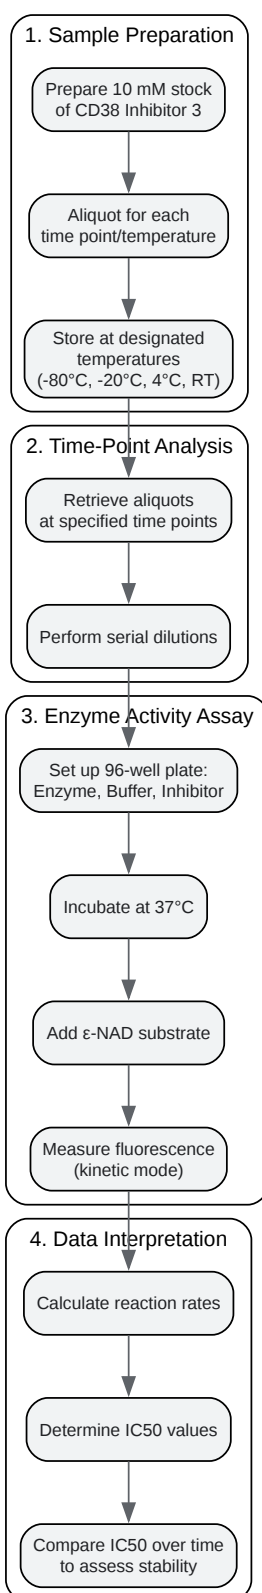 1. Sample Preparation
Prepare 10 mM stock
of CD38 Inhibitor 3
Aliquot for each
time point/temperature
Store at designated
temperatures
(-80°C, -20°C, 4°C, RT)
2. Time-Point Analysis
Retrieve aliquots
at specified time points
Perform serial dilutions
3. Enzyme Activity Assay
Set up 96-well plate:
Enzyme, Buffer, Inhibitor
Incubate at 37°C
Add ε-NAD substrate
Measure fluorescence
(kinetic mode)
4. Data Interpretation
Calculate reaction rates
Determine IC50 values
Compare IC50 over time
to assess stability